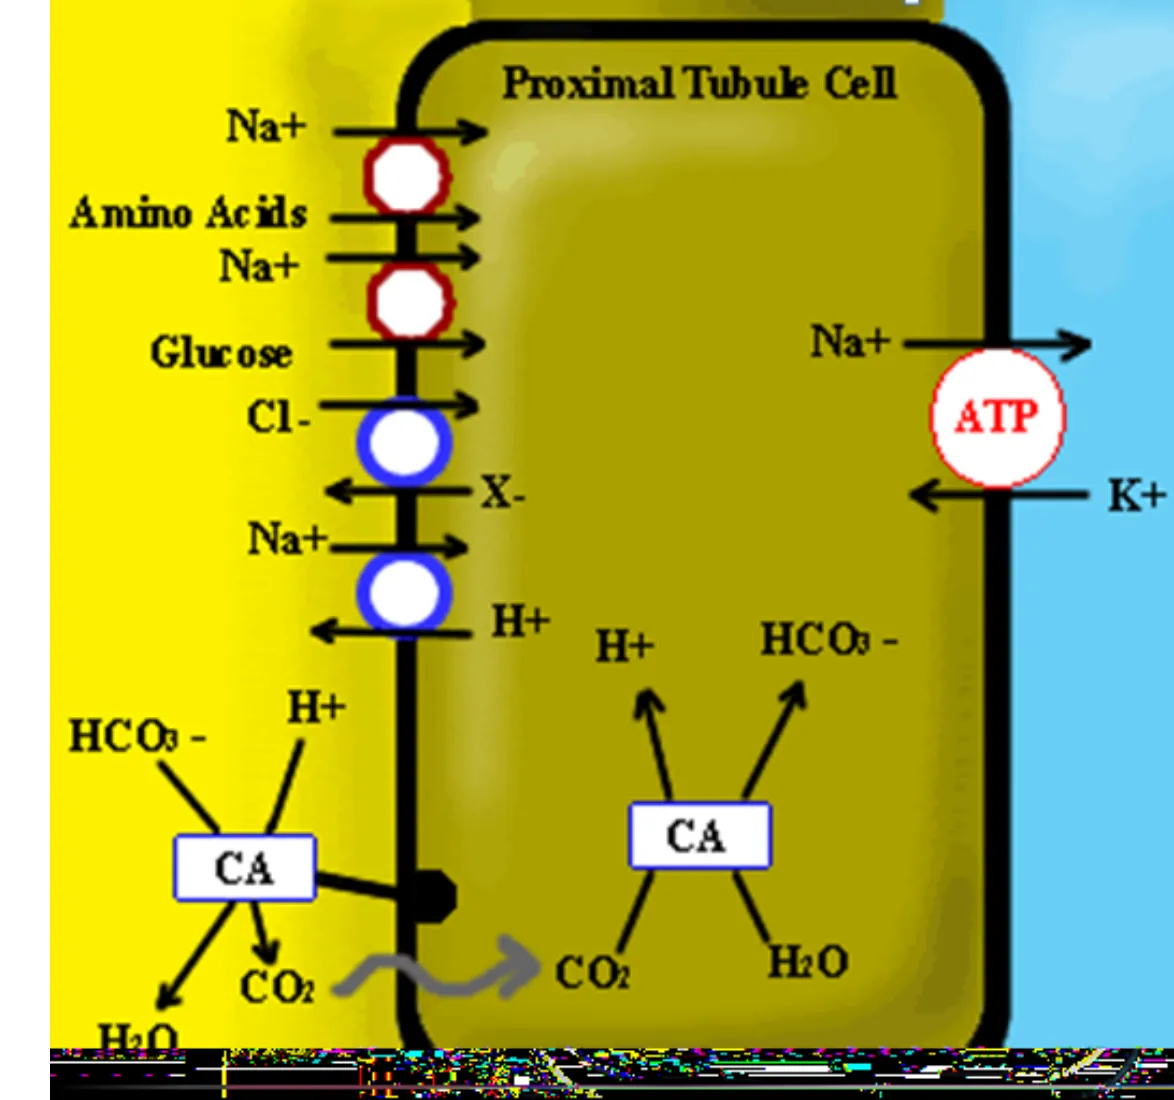 Proximal Tubule Cell
Na+
Amino Acids
Na+
Glucose
Cl-
X-
Na+
H+
Na+
ATP
K+
H+
HCO3 -
HCO3 -
H+
CA
CA
CO2
H2O
CO2
H2O